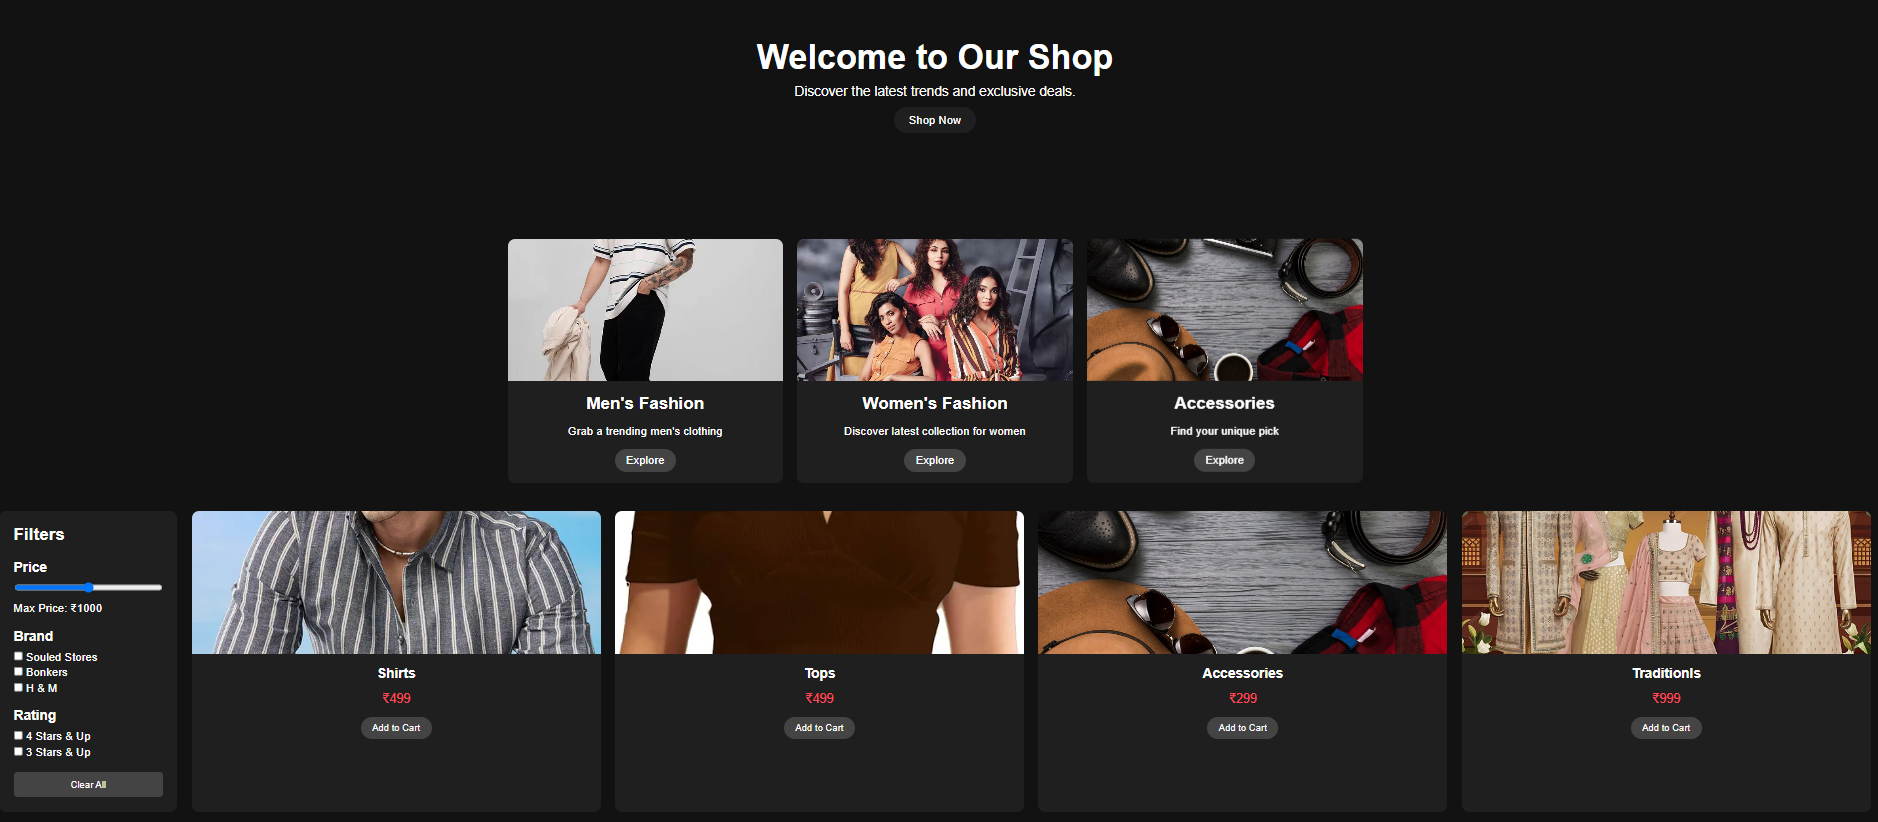 Welcome to Our Shop
Discover the latest trends and exclusive deals.
Shop Now
Men's Fashion
Grab a trending men's clothing
Explore
Women's Fashion
Discover latest collection for women
Explore
Accessories
Find your unique pick
Explore
Filters
Price
Max Price: ₹1000
Brand
Souled Stores
Bonkers
H & M
Rating
4 Stars & Up
3 Stars & Up
Clear All
Shirts
₹499
Add to Cart
Tops
₹499
Add to Cart
Accessories
₹299
Add to Cart
Traditionls
₹999
Add to Cart